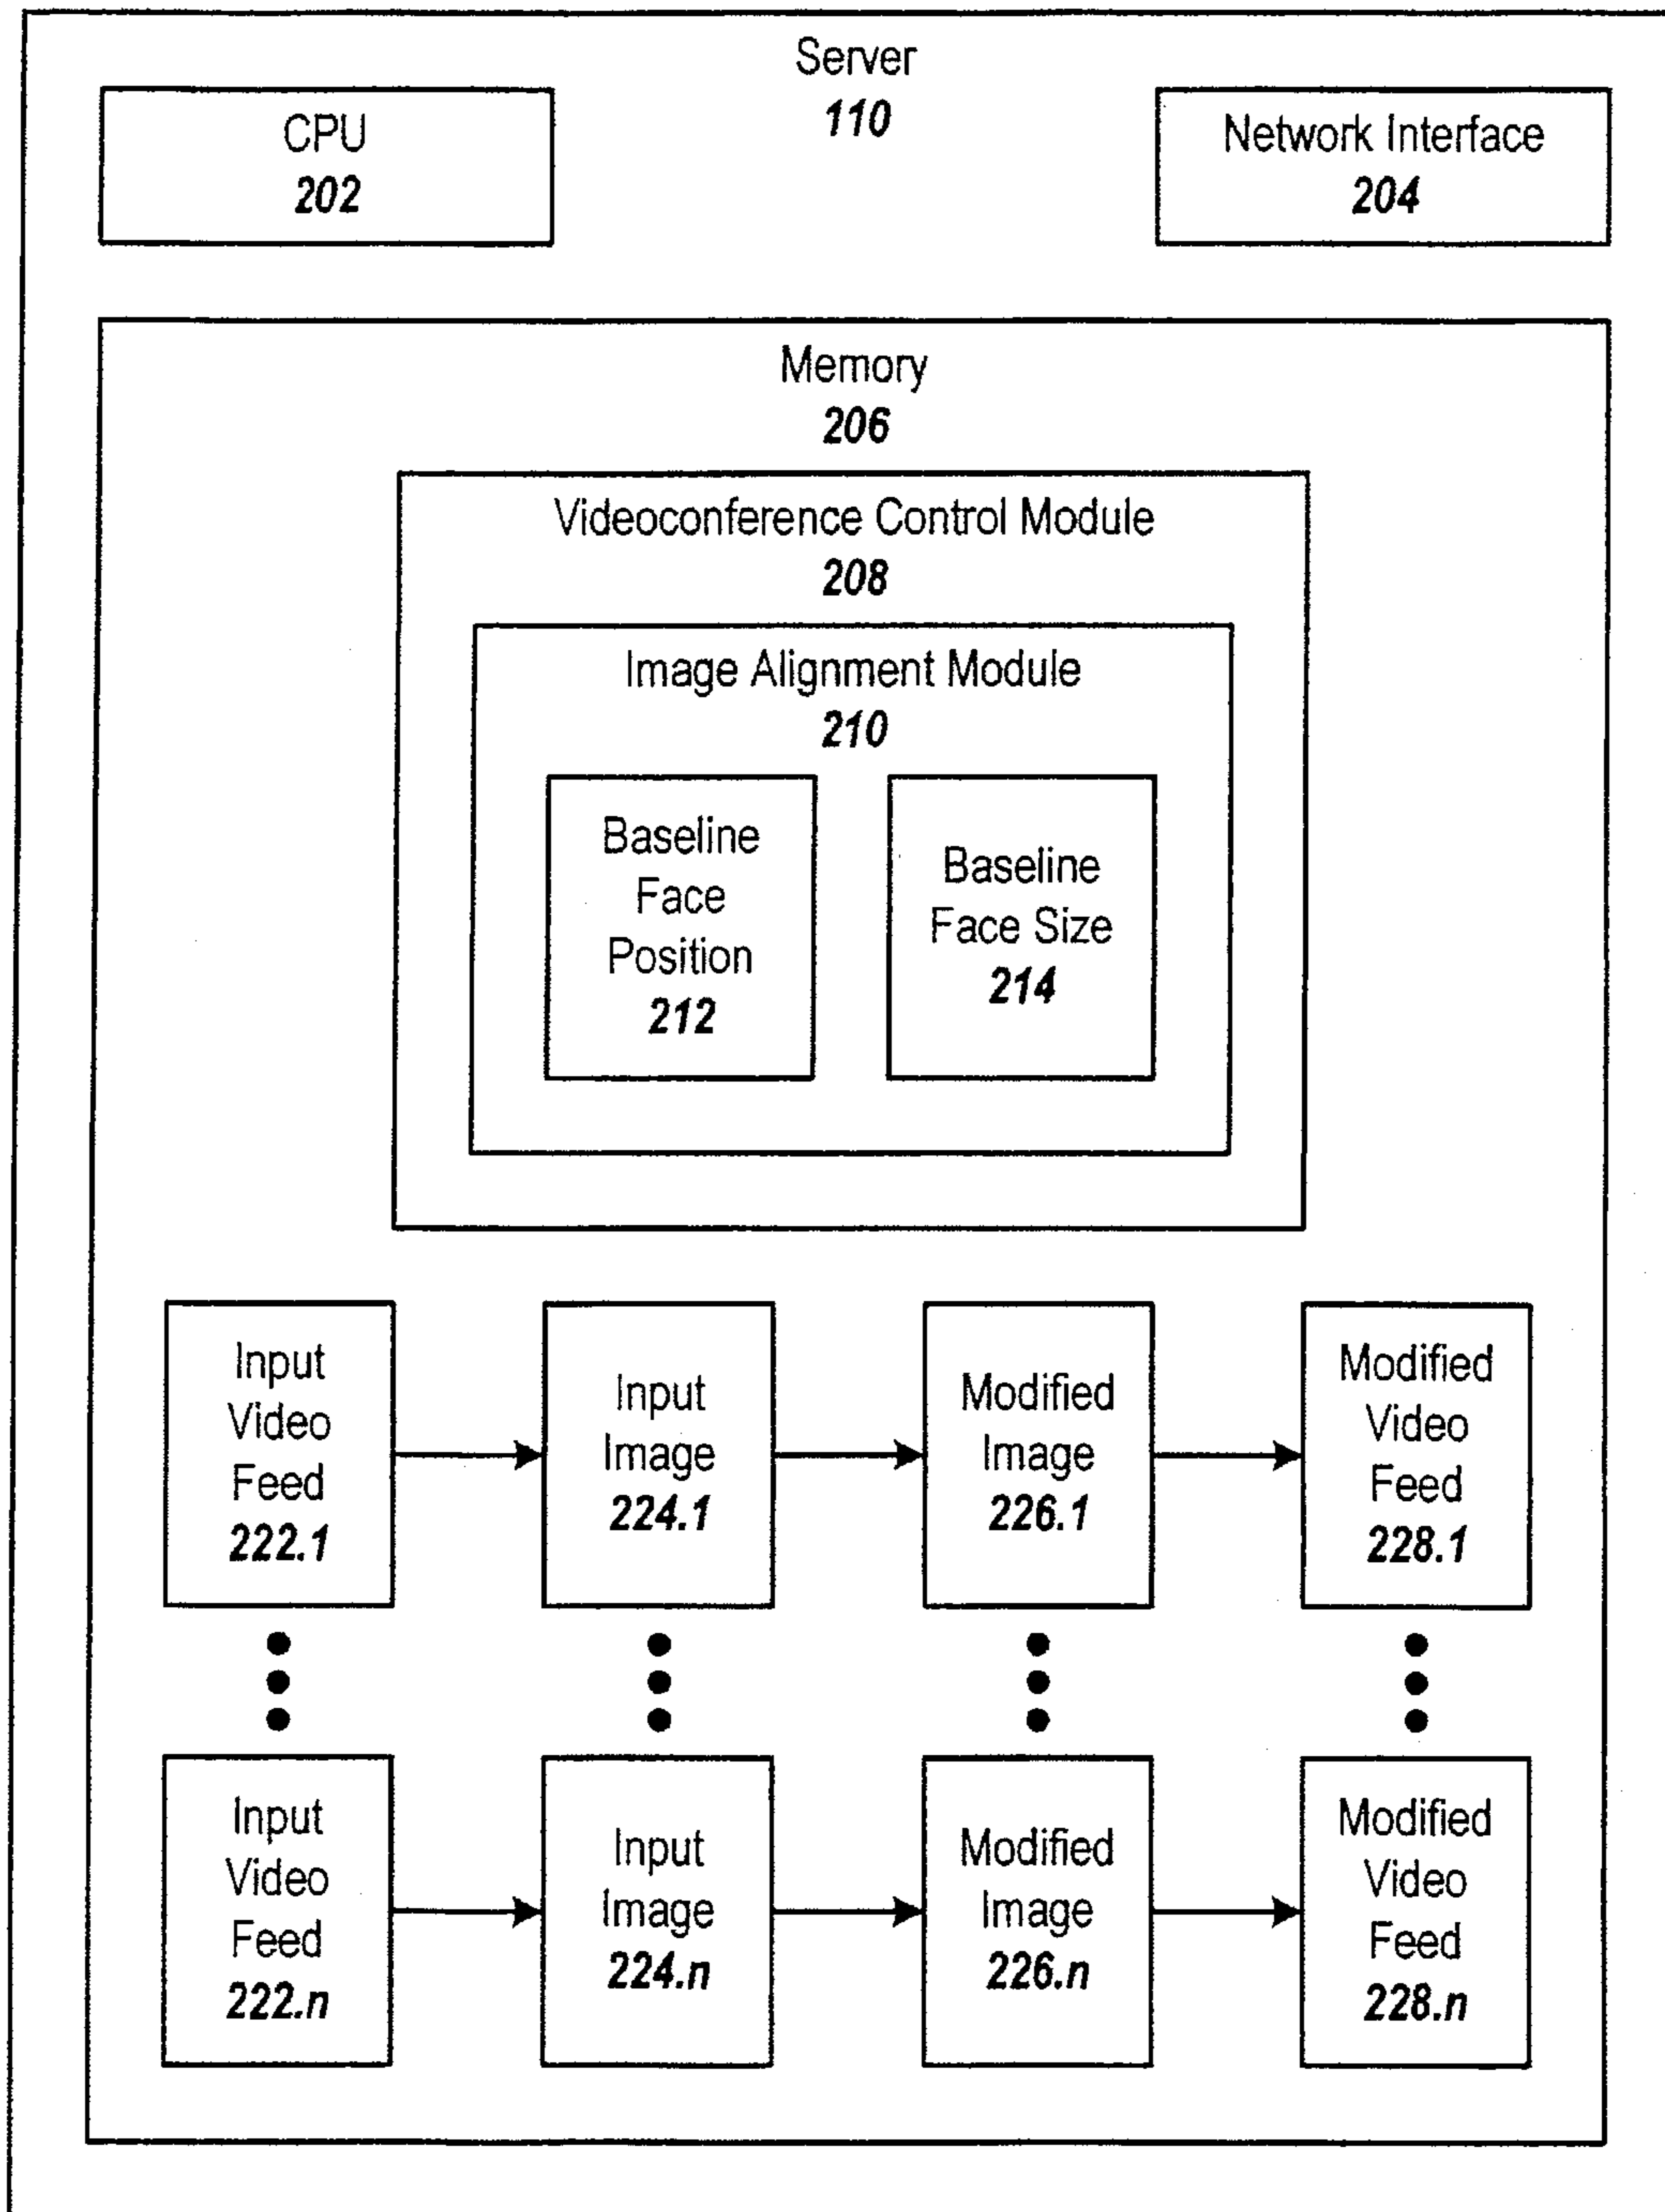 Server
110
CPU
202
Network Interface
204
Memory
206
Videoconference Control Module
208
Image Alignment Module
210
Baseline
Face
Position
212
Baseline
Face Size
214
Input
Video
Feed
222.1
Input
Image
224.1
Modified
Image
226.1
Modified
Video
Feed
228.1
Input
Video
Feed
222.n
Input
Image
224.n
Modified
Image
226.n
Modified
Video
Feed
228.n